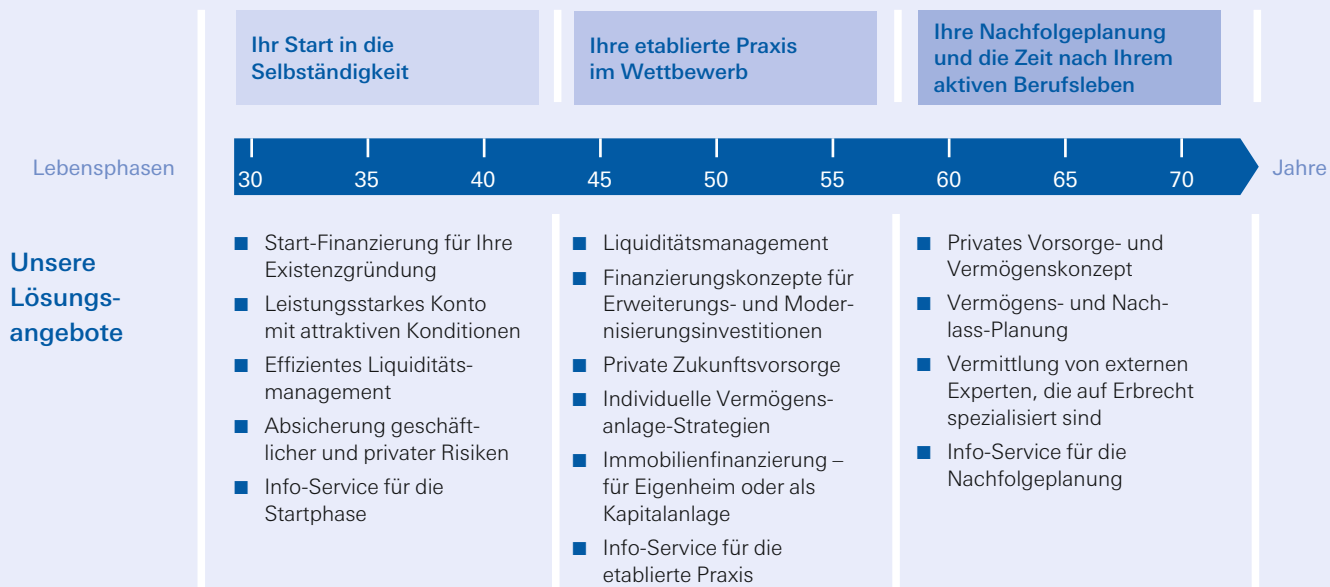 Ihr Start in die
Selbständigkeit
Ihre etablierte Praxis
im Wettbewerb
Ihre Nachfolgeplanung
und die Zeit nach Ihrem
aktiven Berufsleben
Lebensphasen
30 35 40 45 50 55 60 65 70
Jahre
Unsere
Lösungs-
angebote
■ Start-Finanzierung für Ihre
Existenzgründung
■ Leistungsstarkes Konto
mit attraktiven Konditionen
■ Effizientes Liquiditäts-
management
■ Absicherung geschäft-
licher und privater Risiken
■ Info-Service für die
Startphase
■ Liquiditätsmanagement
■ Finanzierungskonzepte für
Erweiterungs- und Moder-
nisierungsinvestitionen
■ Private Zukunftsvorsorge
■ Individuelle Vermögens-
anlage-Strategien
■ Immobilienfinanzierung –
für Eigenheim oder als
Kapitalanlage
■ Info-Service für die
etablierte Praxis
■ Privates Vorsorge- und
Vermögenskonzept
■ Vermögens- und Nach-
lass-Planung
■ Vermittlung von externen
Experten, die auf Erbrecht
spezialisiert sind
■ Info-Service für die
Nachfolgeplanung